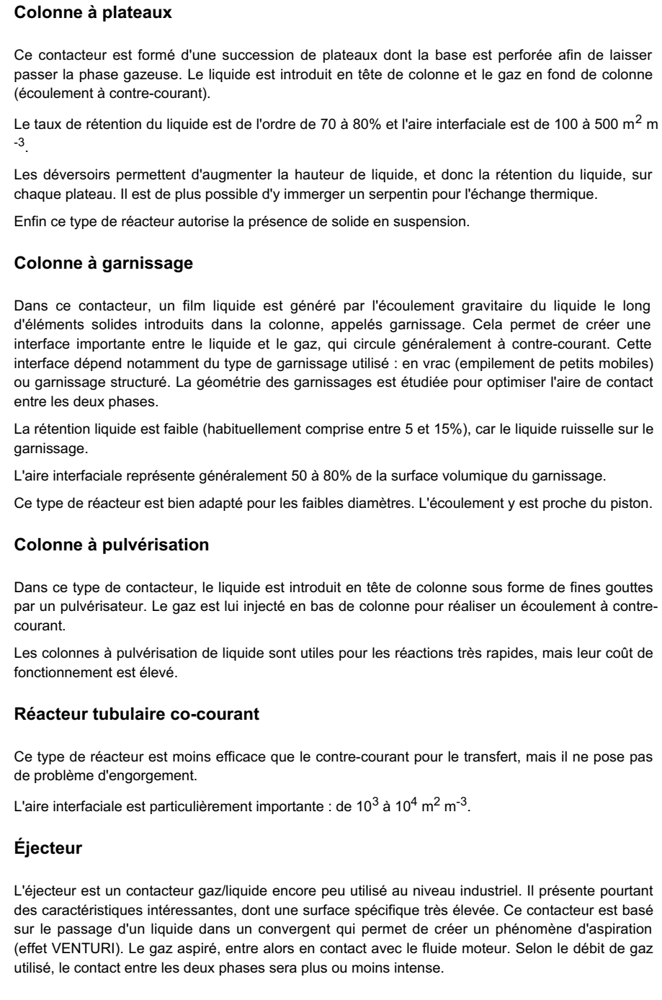 Colonne à plateaux
Ce contacteur est formé d'une succession de plateaux dont la base est perforée afin de laisser
passer la phase gazeuse. Le liquide est introduit en tête de colonne et le gaz en fond de colonne
(écoulement à contre-courant).
Le taux de rétention du liquide est de l'ordre de 70 à 80% et l'aire interfaciale est de 100 à 500 m² m
-3.
Les déversoirs permettent d'augmenter la hauteur de liquide, et donc la rétention du liquide, sur
chaque plateau. Il est de plus possible d'y immerger un serpentin pour l'échange thermique.
Enfin ce type de réacteur autorise la présence de solide en suspension.
Colonne à garnissage
Dans ce contacteur, un film liquide est généré par l'écoulement gravitaire du liquide le long
d'éléments solides introduits dans la colonne, appelés garnissage. Cela permet de créer une
interface importante entre le liquide et le gaz, qui circule généralement à contre-courant. Cette
interface dépend notamment du type de garnissage utilisé : en vrac (empilement de petits mobiles)
ou garnissage structuré. La géométrie des garnissages est étudiée pour optimiser l'aire de contact
entre les deux phases.
La rétention liquide est faible (habituellement comprise entre 5 et 15%), car le liquide ruisselle sur le
garnissage.
L'aire interfaciale représente généralement 50 à 80% de la surface volumique du garnissage.
Ce type de réacteur est bien adapté pour les faibles diamètres. L'écoulement y est proche du piston.
Colonne à pulvérisation
Dans ce type de contacteur, le liquide est introduit en tête de colonne sous forme de fines gouttes
par un pulvérisateur. Le gaz est lui injecté en bas de colonne pour réaliser un écoulement à contre-
courant.
Les colonnes à pulvérisation de liquide sont utiles pour les réactions très rapides, mais leur coût de
fonctionnement est élevé.
Réacteur tubulaire co-courant
Ce type de réacteur est moins efficace que le contre-courant pour le transfert, mais il ne pose pas
de problème d'engorgement.
L'aire interfaciale est particulièrement importante : de 10³ à 10⁴ m² m⁻³.
Éjecteur
L'éjecteur est un contacteur gaz/liquide encore peu utilisé au niveau industriel. Il présente pourtant
des caractéristiques intéressantes, dont une surface spécifique très élevée. Ce contacteur est basé
sur le passage d'un liquide dans un convergent qui permet de créer un phénomène d'aspiration
(effet VENTURI). Le gaz aspiré, entre alors en contact avec le fluide moteur. Selon le débit de gaz
utilisé, le contact entre les deux phases sera plus ou moins intense.